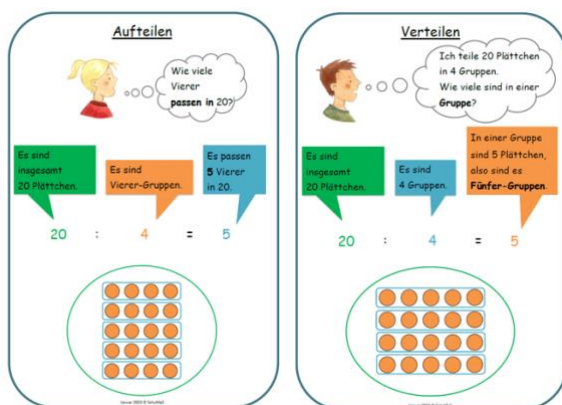 Aufteilen
Wie viele
Vierer
passen in 20?
Es sind
insgesamt
20 Plättchen.
Es sind
Vierer-Gruppen.
Es passen
5 Vierer
in 20.
20 : 4 = 5
Verteilen
Ich teile 20 Plättchen
in 4 Gruppen.
Wie viele sind in einer
Gruppe?
Es sind
insgesamt
20 Plättchen.
Es sind
4 Gruppen.
In einer Gruppe
sind 5 Plättchen,
also sind es
Fünfer-Gruppen.
20 : 4 = 5